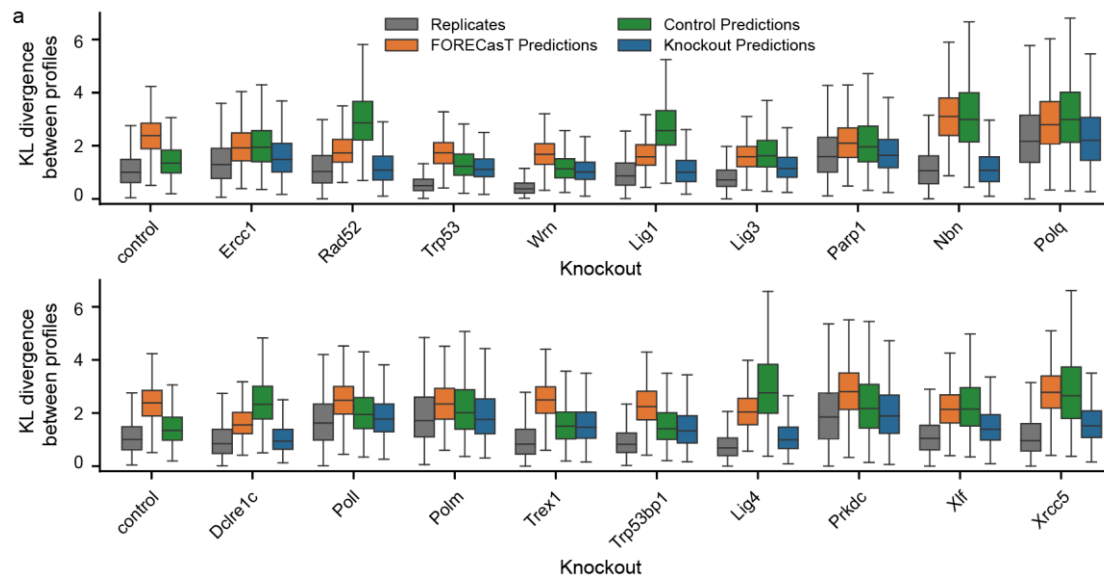 a
Replicates
FORECasT Predictions
Control Predictions
Knockout Predictions
KL divergence
between profiles
6
4
2
0
control
Ercc1
Rad52
Trp53
Wrn
Lig1
Lig3
Parp1
Nbn
Polq
Knockout
KL divergence
between profiles
6
4
2
0
control
Dclre1c
Poll
Polm
Trex1
Trp53bp1
Lig4
Prkdc
Xlf
Xrcc5
Knockout